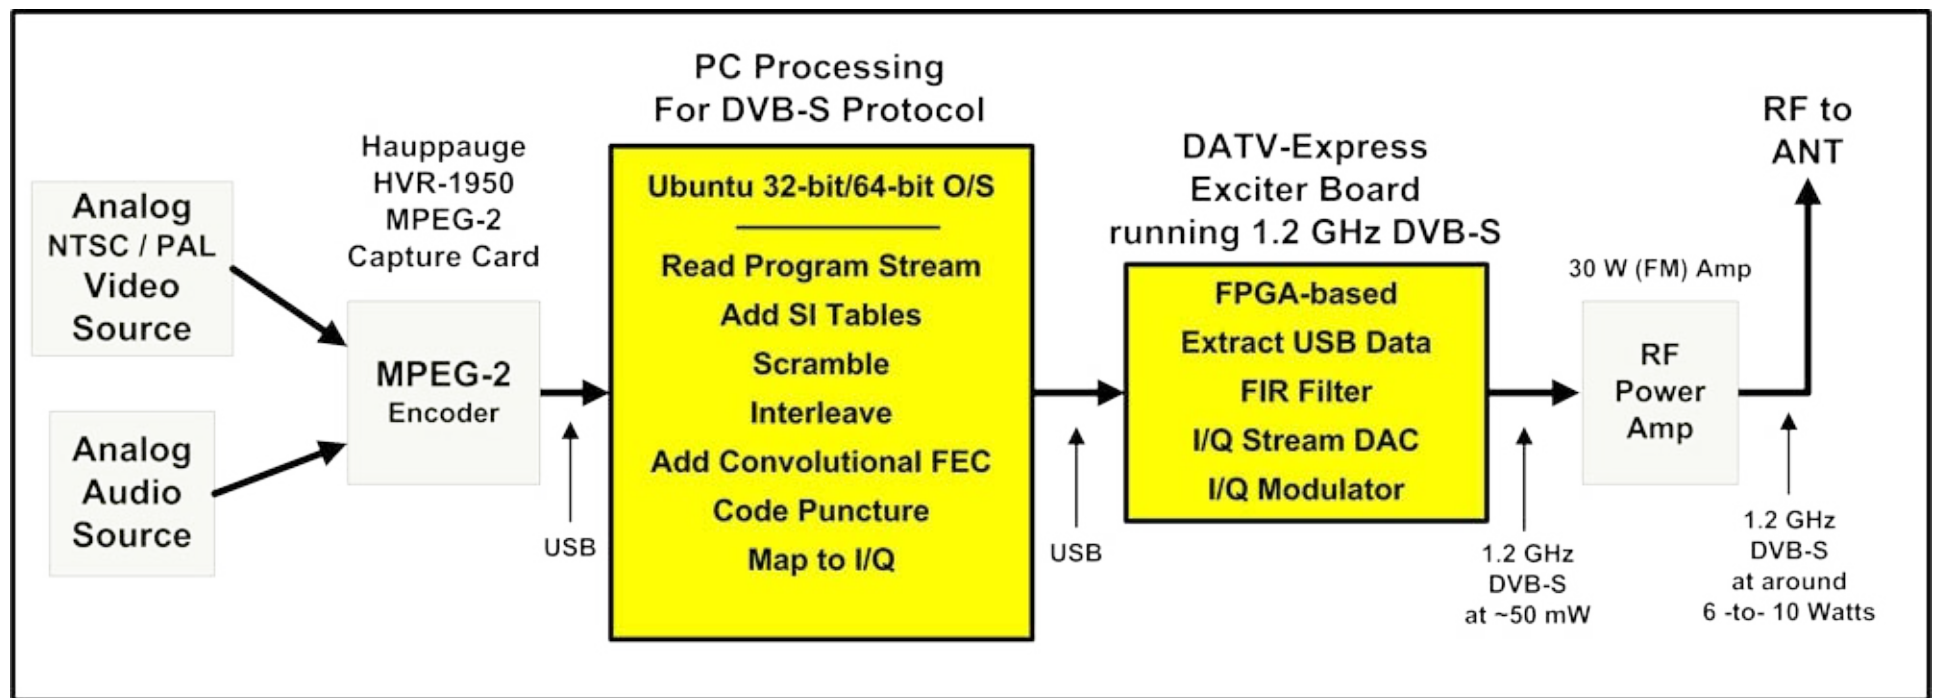 Analog
NTSC / PAL
Video
Source
Analog
Audio
Source
Hauppauge
HVR-1950
MPEG-2
Capture Card
MPEG-2
Encoder
USB
PC Processing
For DVB-S Protocol
Ubuntu 32-bit/64-bit O/S
Read Program Stream
Add SI Tables
Scramble
Interleave
Add Convolutional FEC
Code Puncture
Map to I/Q
USB
DATV-Express
Exciter Board
running 1.2 GHz DVB-S
FPGA-based
Extract USB Data
FIR Filter
I/Q Stream DAC
I/Q Modulator
1.2 GHz
DVB-S
at ~50 mW
30 W (FM) Amp
RF
Power
Amp
RF to
ANT
1.2 GHz
DVB-S
at around
6 -to- 10 Watts